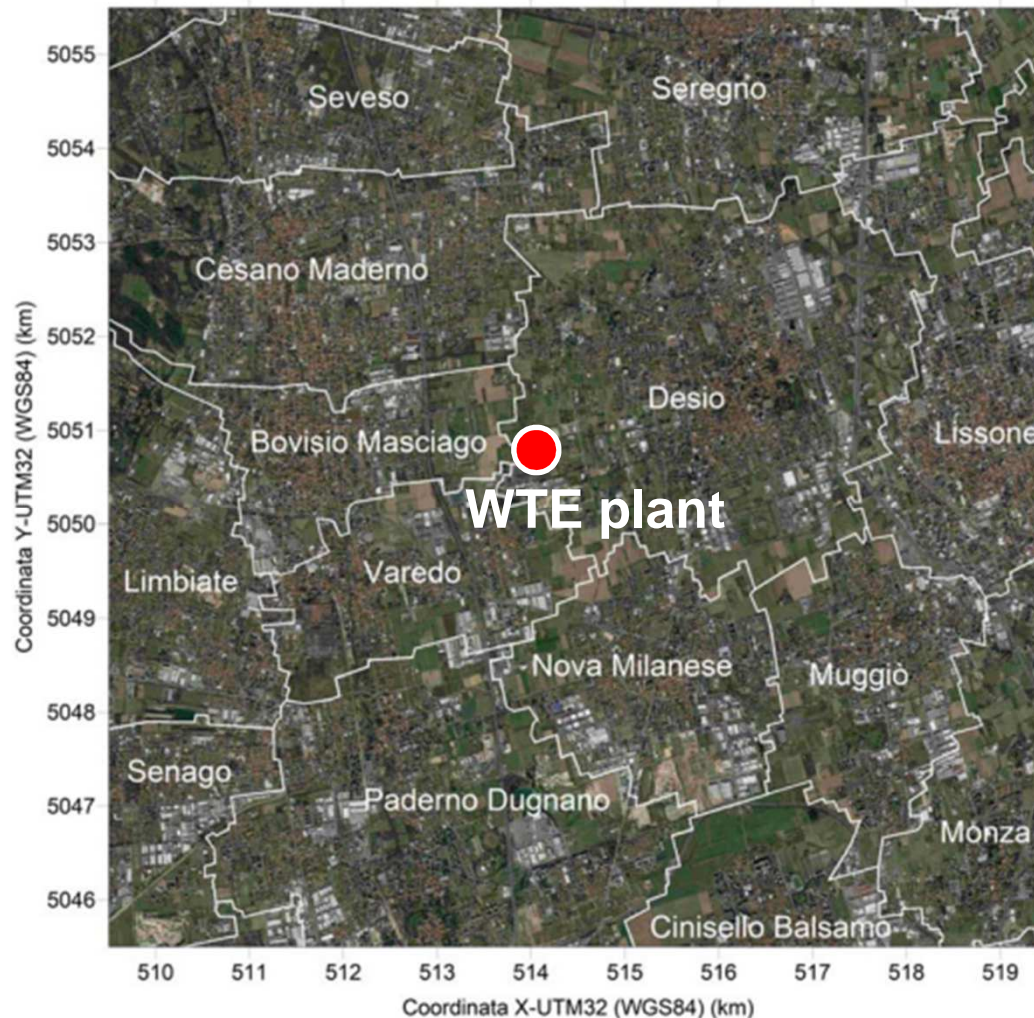 5055
Seveso
Seregno
5054
5053
Cesano Maderno
5052
Desio
5051
Bovisio Masciago
Lissone
WTE plant
5050
Varedo
Limbiate
5049
Nova Milanese
Muggiò
5048
Senago
Paderno Dugnano
5047
Monza
5046
Cinisello Balsamo
510 511 512 513 514 515 516 517 518 519
Coordinata X-UTM32 (WGS84) (km)
Coordinata Y-UTM32 (WGS84) (km)